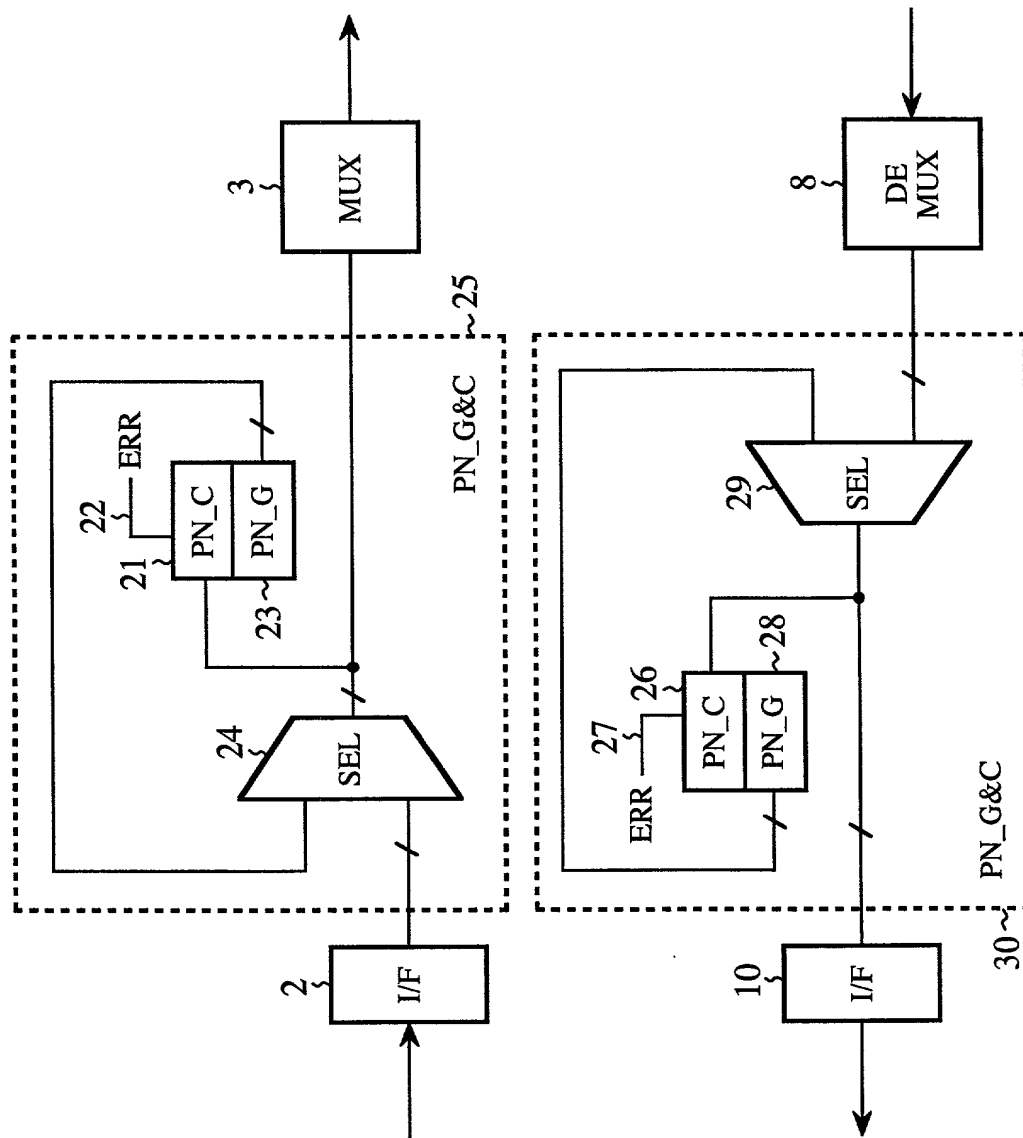 3
MUX
25
PN_G&C
22
ERR
21
PN_C
PN_G
23
24
SEL
2
I/F
8
DE
MUX
29
SEL
26
PN_C
PN_G
28
27
ERR
PN_G&C
30
10
I/F